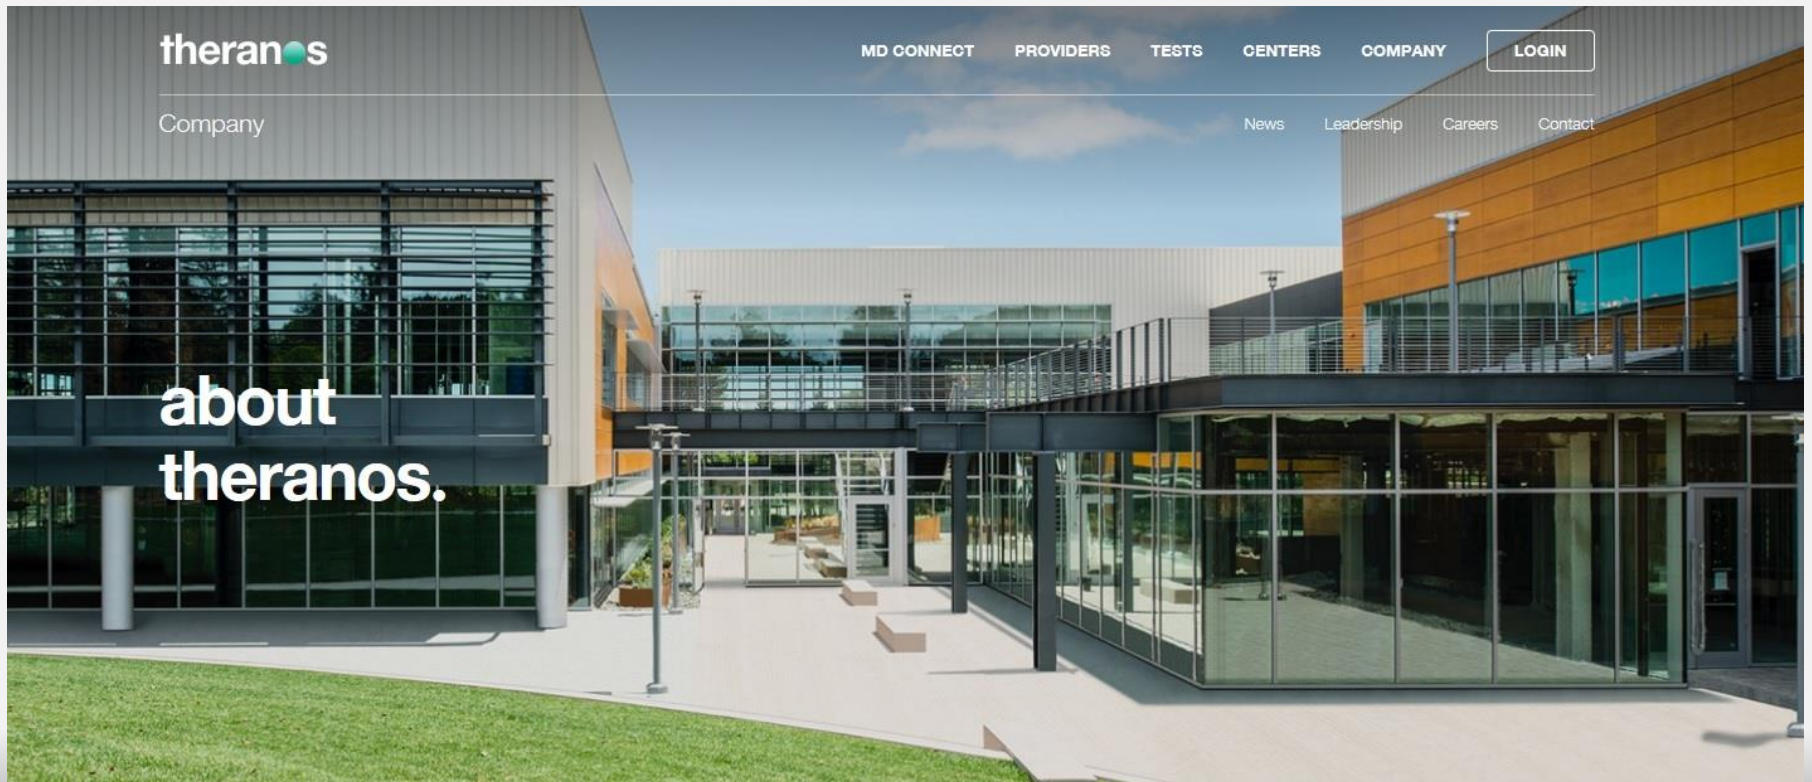 theranos
MD CONNECT PROVIDERS TESTS CENTERS COMPANY LOGIN
Company
News Leadership Careers Contact
about
theranos.